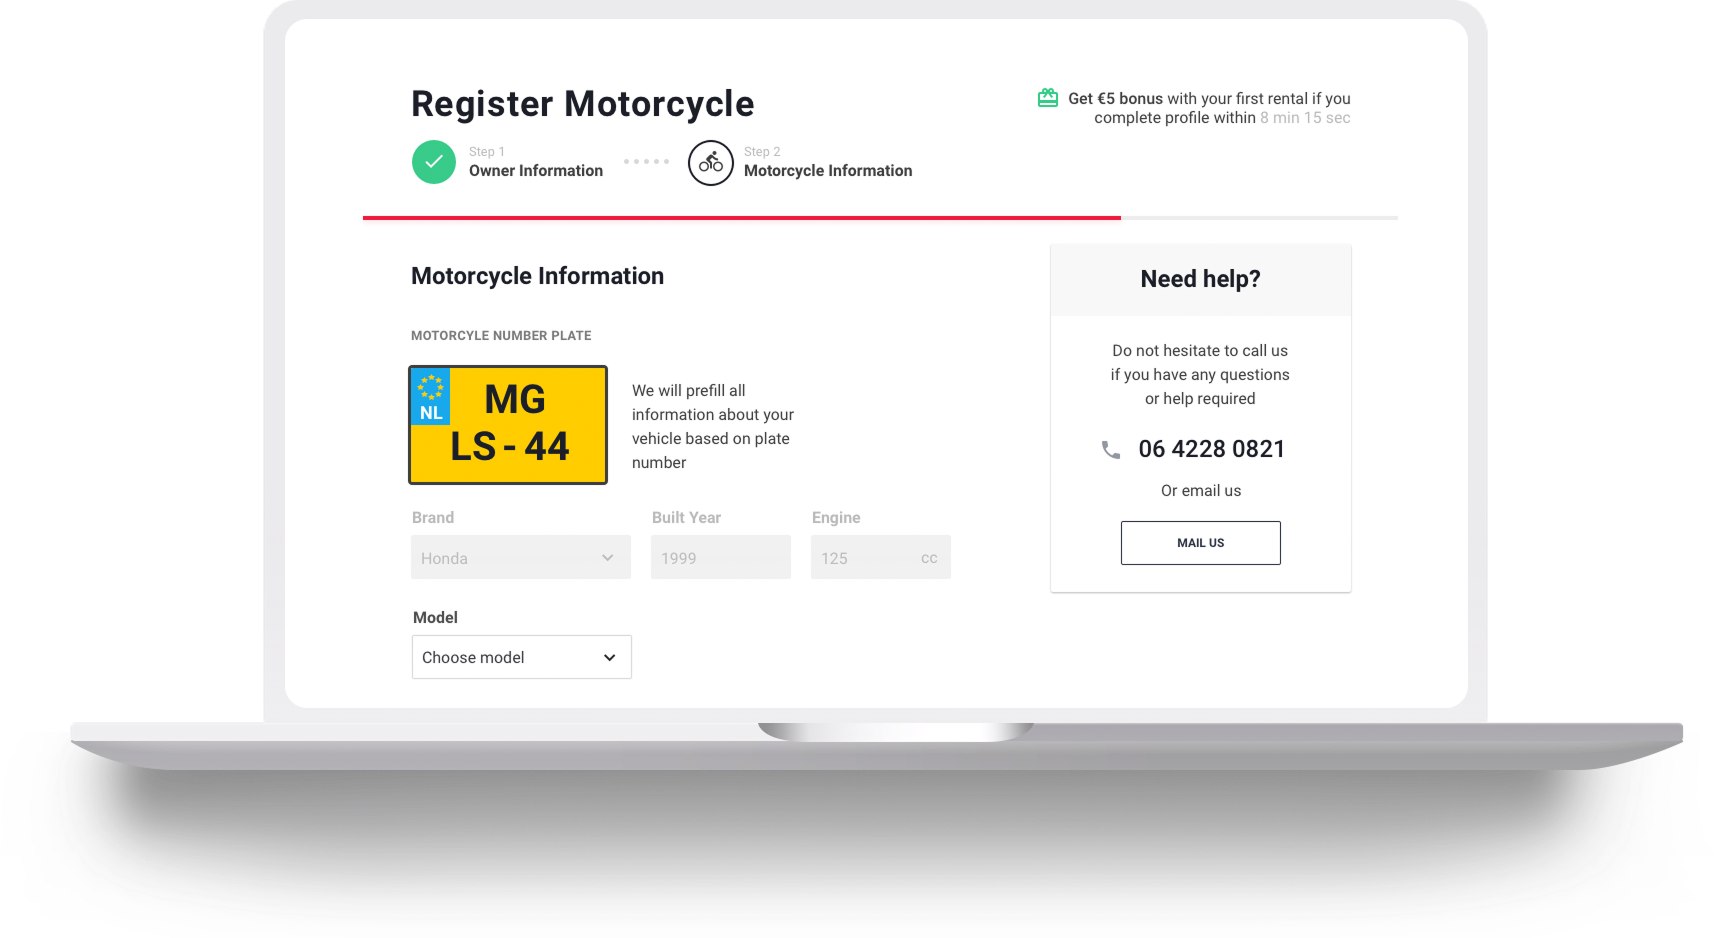 Register Motorcycle
Get €5 bonus with your first rental if you
complete profile within 8 min 15 sec
Step 1
Owner Information
Step 2
Motorcycle Information
Motorcycle Information
MOTORCYLE NUMBER PLATE
NL
MG
LS - 44
We will prefill all
information about your
vehicle based on plate
number
Brand
Honda
Built Year
1999
Engine
125 cc
Model
Choose model
Need help?
Do not hesitate to call us
if you have any questions
or help required
06 4228 0821
Or email us
MAIL US